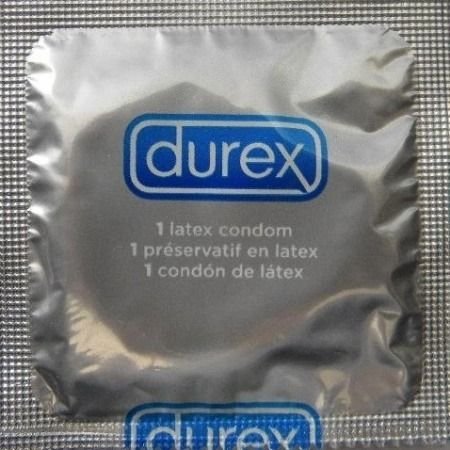 durex
1 latex condom
1 préservatif en latex
1 condón de látex
durex